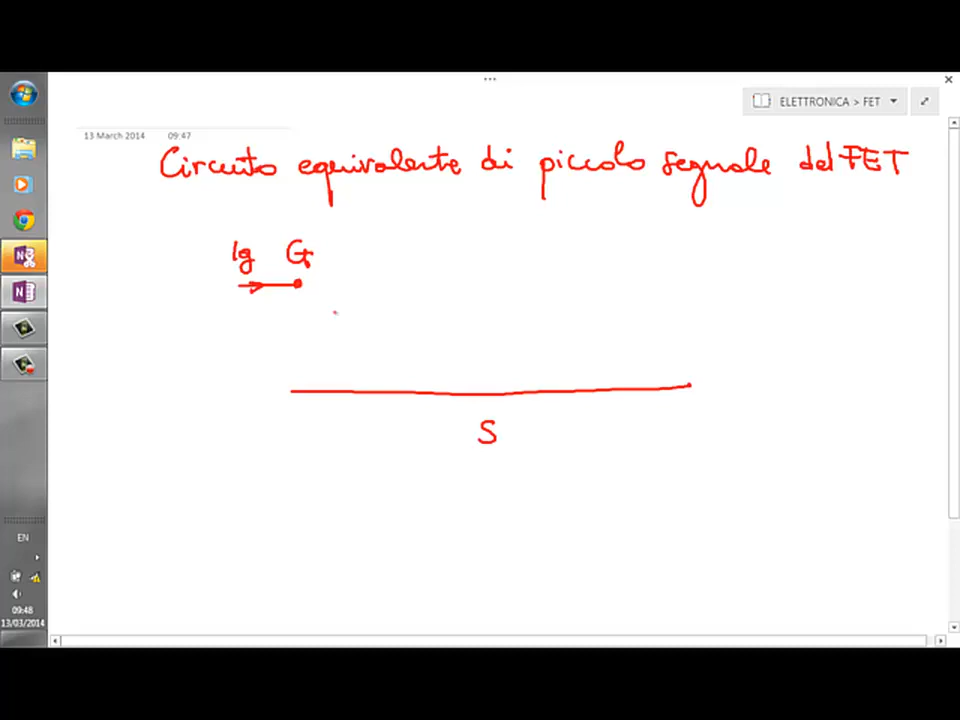 ELETTRONICA > FET
13 March 2014 09:47
Circuito equivalente di piccolo segnale del FET
Ig G
S
EN
09:48
13/03/2014